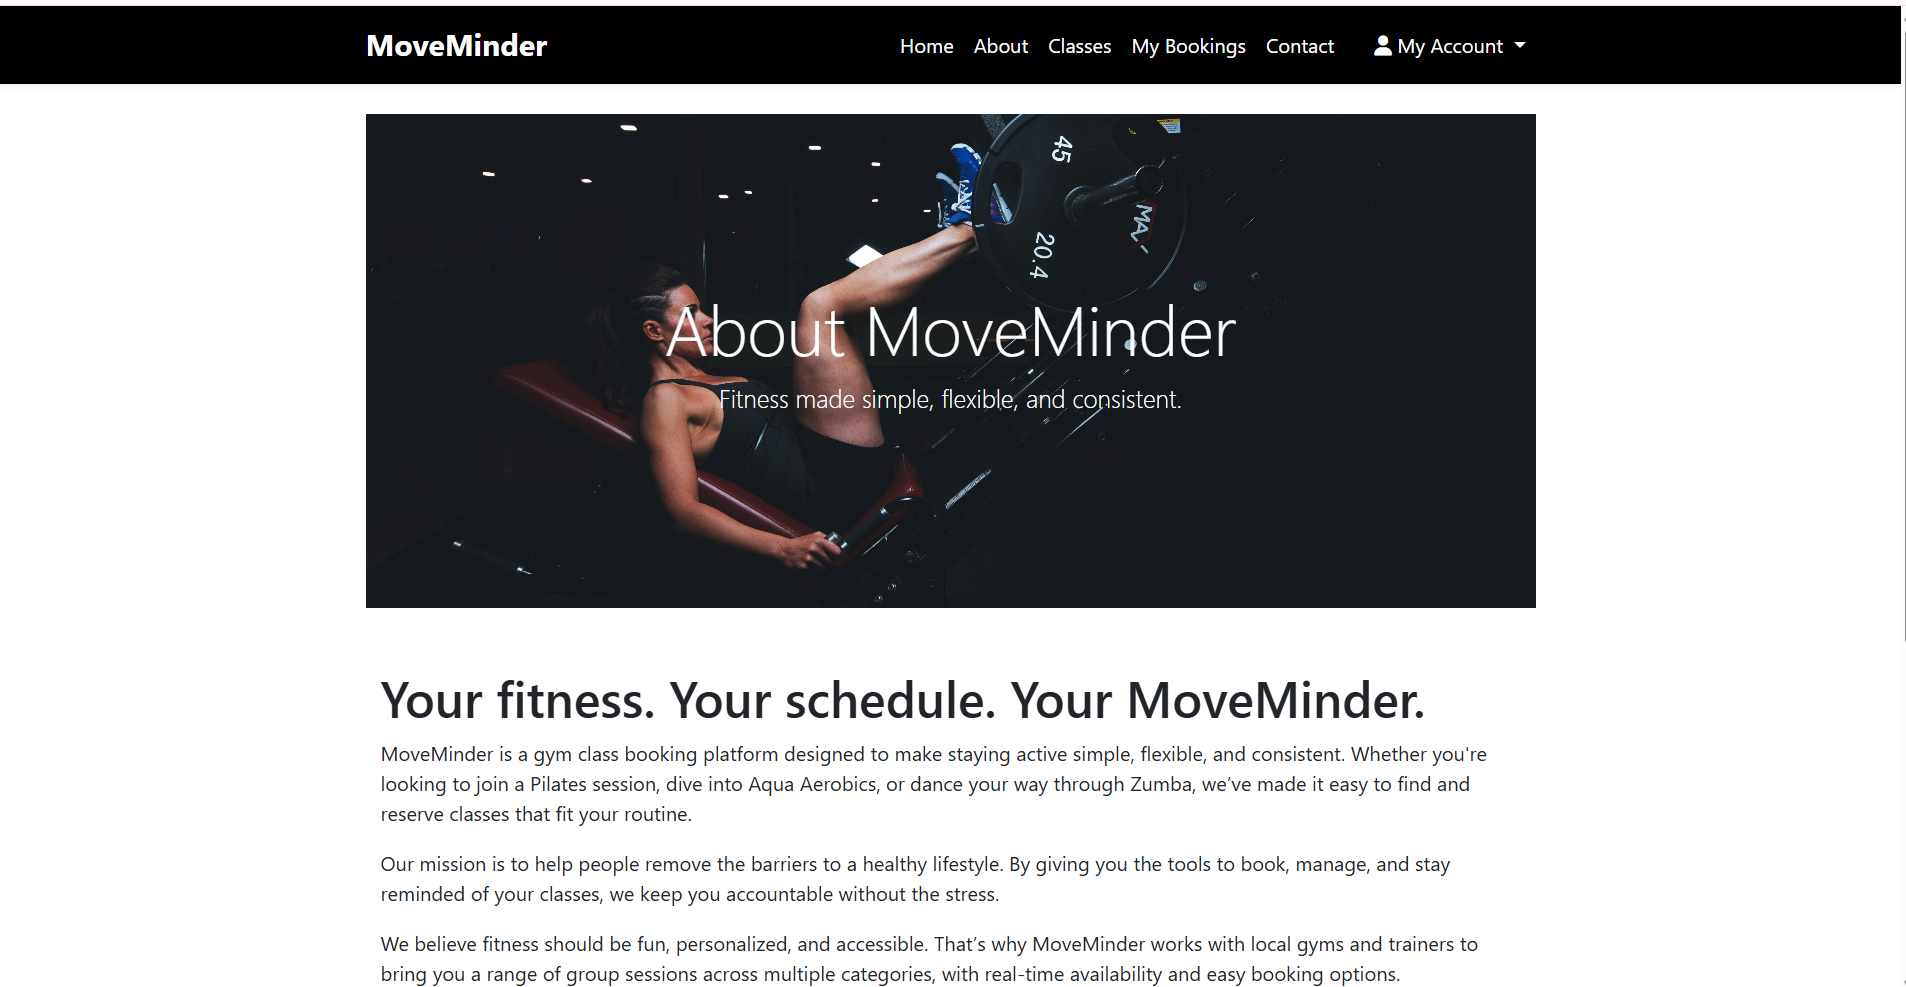 MoveMinder
Home About Classes My Bookings Contact My Account
45
20.4
About MoveMinder
Fitness made simple, flexible, and consistent.
Your fitness. Your schedule. Your MoveMinder.
MoveMinder is a gym class booking platform designed to make staying active simple, flexible, and consistent. Whether you're
looking to join a Pilates session, dive into Aqua Aerobics, or dance your way through Zumba, we’ve made it easy to find and
reserve classes that fit your routine.
Our mission is to help people remove the barriers to a healthy lifestyle. By giving you the tools to book, manage, and stay
reminded of your classes, we keep you accountable without the stress.
We believe fitness should be fun, personalized, and accessible. That’s why MoveMinder works with local gyms and trainers to
bring you a range of group sessions across multiple categories, with real-time availability and easy booking options.